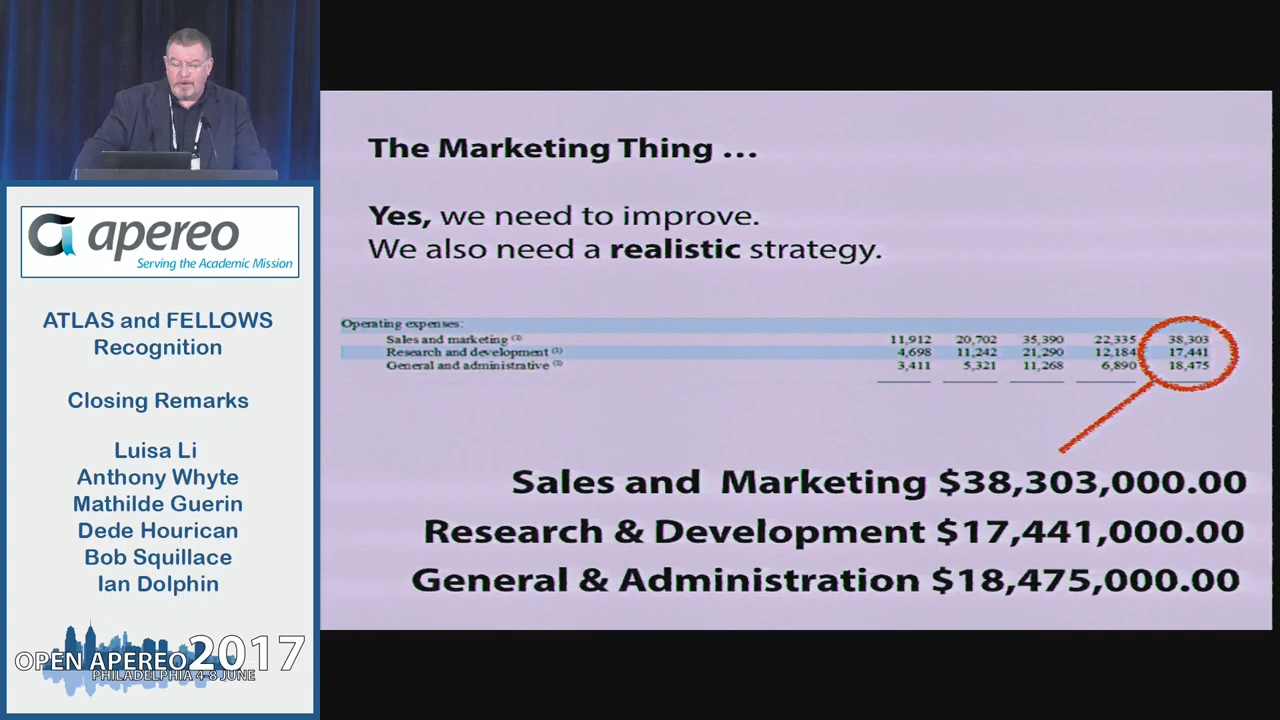 apereo
Serving the Academic Mission
ATLAS and FELLOWS
Recognition
Closing Remarks
Luisa Li
Anthony Whyte
Mathilde Guerin
Dede Hourican
Bob Squillace
Ian Dolphin
OPEN APEREO 2017
PHILADELPHIA 4-8 JUNE
The Marketing Thing ...
Yes, we need to improve.
We also need a realistic strategy.
Operating expenses:
Sales and marketing (2) 11,912 20,702 35,390 22,335 38,303
Research and development (1) 4,698 11,242 21,290 12,184 17,441
General and administrative (3) 3,411 5,321 11,268 6,890 18,475
Sales and Marketing $38,303,000.00
Research & Development $17,441,000.00
General & Administration $18,475,000.00